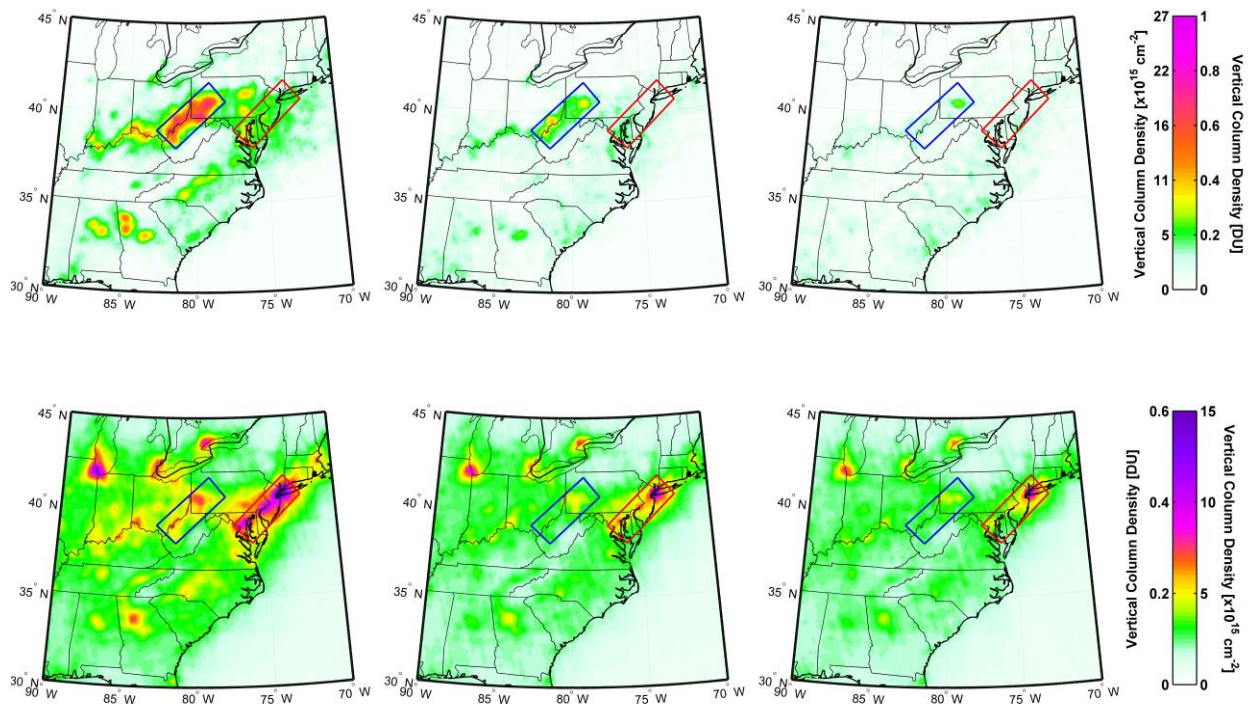 45° N
40° N
35° N
30° N
90° W
85° W
80° W
75° W
70° W
45° N
40° N
35° N
30° N
90° W
85° W
80° W
75° W
70° W
45° N
40° N
35° N
30° N
90° W
85° W
80° W
75° W
70° W
Vertical Column Density [x10¹⁵ cm⁻²]
27
22
16
11
5
0
1
0.8
0.6
0.4
0.2
0
Vertical Column Density [DU]
45° N
40° N
35° N
30° N
90° W
85° W
80° W
75° W
70° W
45° N
40° N
35° N
30° N
90° W
85° W
80° W
75° W
70° W
45° N
40° N
35° N
30° N
90° W
85° W
80° W
75° W
70° W
Vertical Column Density [DU]
0.6
0.4
0.2
0
15
10
5
0
Vertical Column Density [x10¹⁵ cm⁻²]